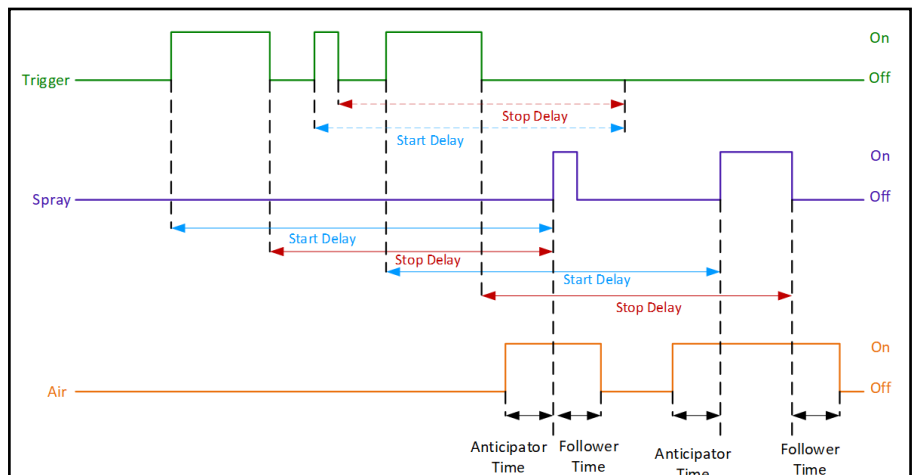 On
Trigger
Off
Stop Delay
Start Delay
On
Spray
Off
Start Delay
Stop Delay
Start Delay
Stop Delay
On
Air
Off
Anticipator
Time
Follower
Time
Anticipator
Time
Follower
Time